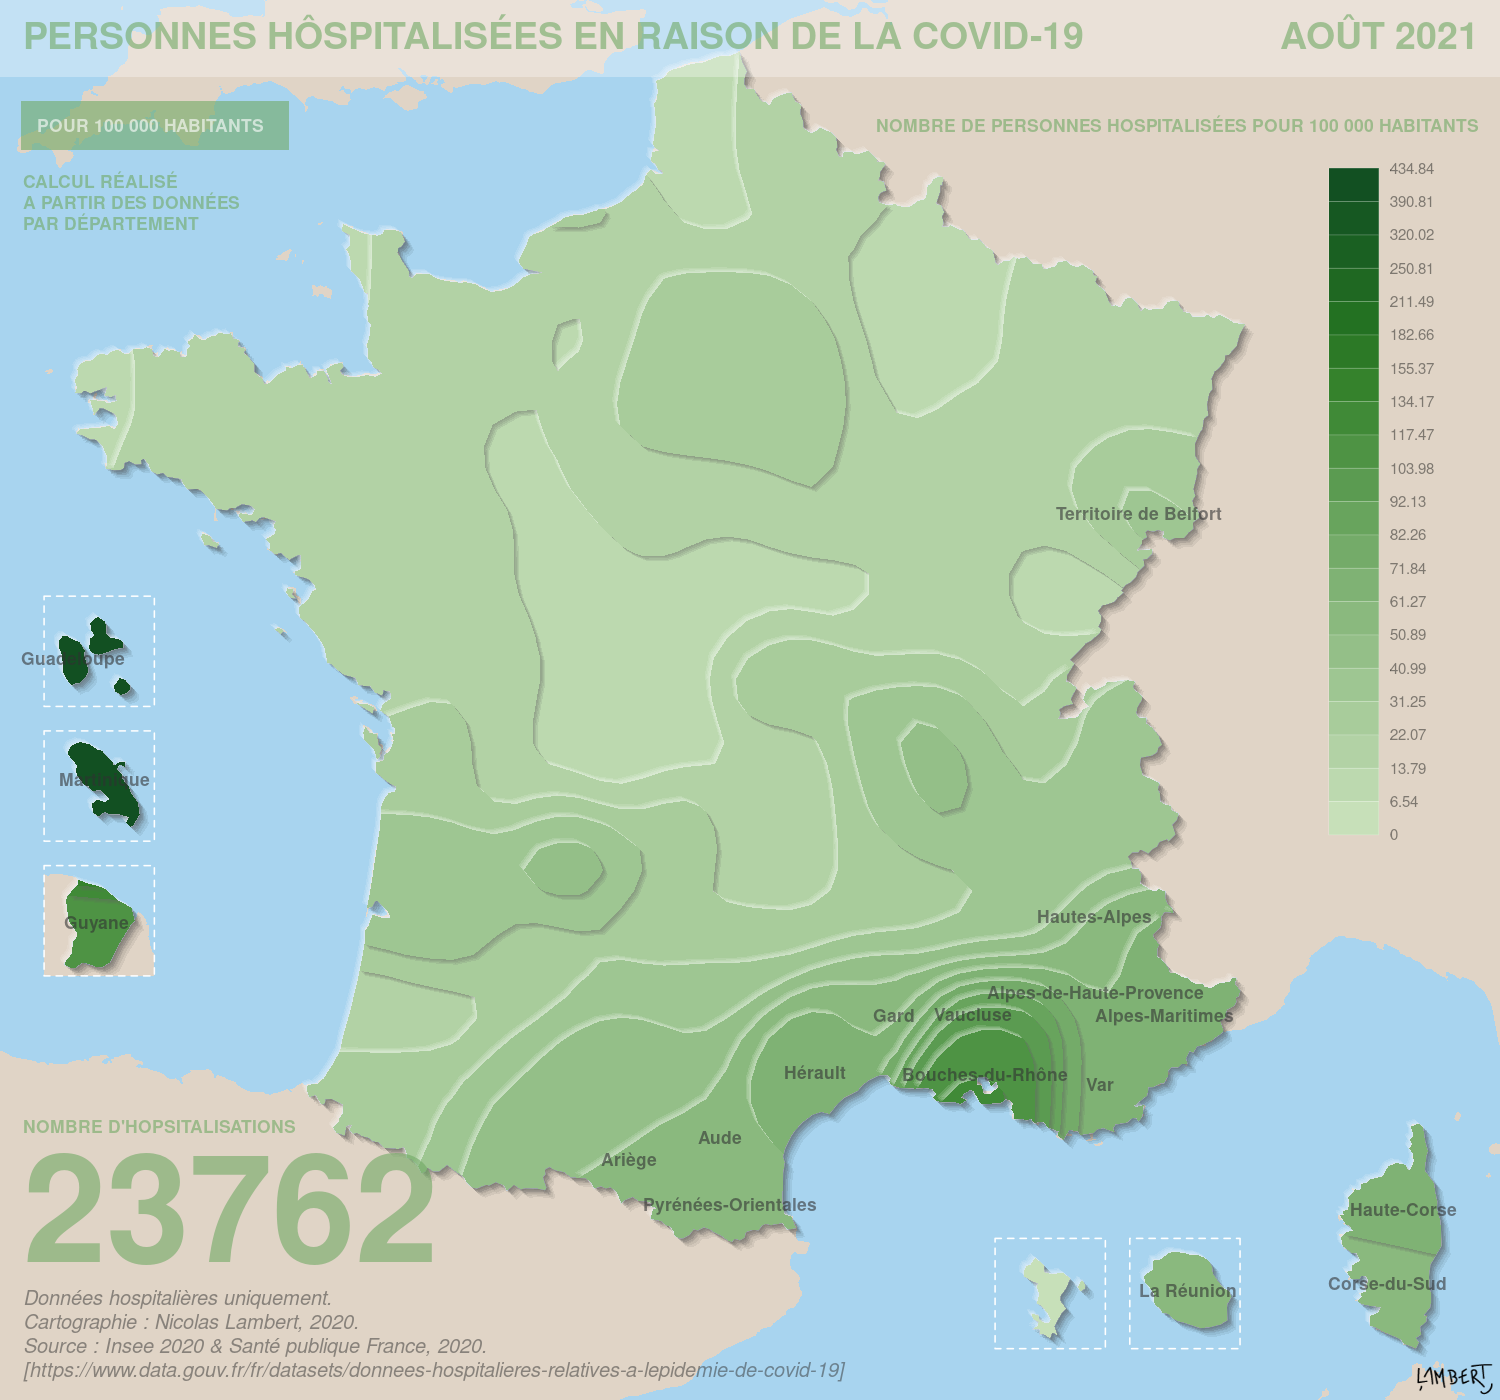 PERSONNES HÔSPITALISÉES EN RAISON DE LA COVID-19
AOÛT 2021
POUR 100 000 HABITANTS
CALCUL RÉALISÉ
A PARTIR DES DONNÉES
PAR DÉPARTEMENT
NOMBRE DE PERSONNES HOSPITALISÉES POUR 100 000 HABITANTS
434.84
390.81
320.02
250.81
211.49
182.66
155.37
134.17
117.47
103.98
92.13
82.26
71.84
61.27
50.89
40.99
31.25
22.07
13.79
6.54
0
Territoire de Belfort
Guadeloupe
Martinique
Guyane
Hautes-Alpes
Alpes-de-Haute-Provence
Gard
Vaucluse
Alpes-Maritimes
Hérault
Bouches-du-Rhône
Var
Aude
Ariège
Pyrénées-Orientales
Haute-Corse
Corse-du-Sud
La Réunion
NOMBRE D'HOPSITALISATIONS
23762
Données hospitalières uniquement.
Cartographie : Nicolas Lambert, 2020.
Source : Insee 2020 & Santé publique France, 2020.
[https://www.data.gouv.fr/fr/datasets/donnees-hospitalieres-relatives-a-lepidemie-de-covid-19]
LAMBERT